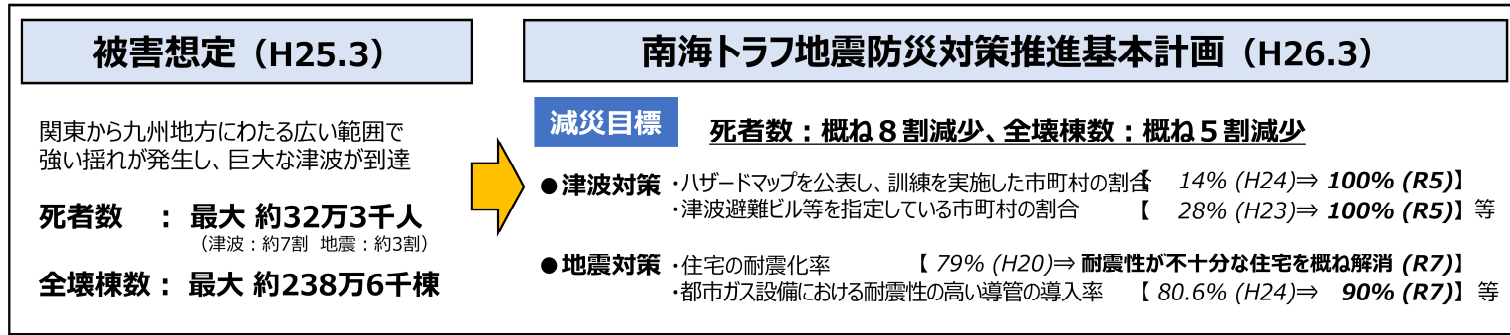 被害想定（H25.3）
関東から九州地方にわたる広い範囲で
強い揺れが発生し、巨大な津波が到達
死者数　：　最大 約32万3千人
（津波：約7割 地震：約3割）
全壊棟数：　最大 約238万6千棟
南海トラフ地震防災対策推進基本計画（H26.3）
減災目標　死者数：概ね８割減少、全壊棟数：概ね５割減少
●津波対策 ・ハザードマップを公表し、訓練を実施した市町村の割合【　14% (H24)⇒ 100% (R5)】
・津波避難ビル等を指定している市町村の割合　【　28% (H23)⇒ 100% (R5)】等
●地震対策 ・住宅の耐震化率　【 79% (H20)⇒ 耐震性が不十分な住宅を概ね解消 (R7)】
・都市ガス設備における耐震性の高い導管の導入率　【 80.6% (H24)⇒　90% (R7)】 等